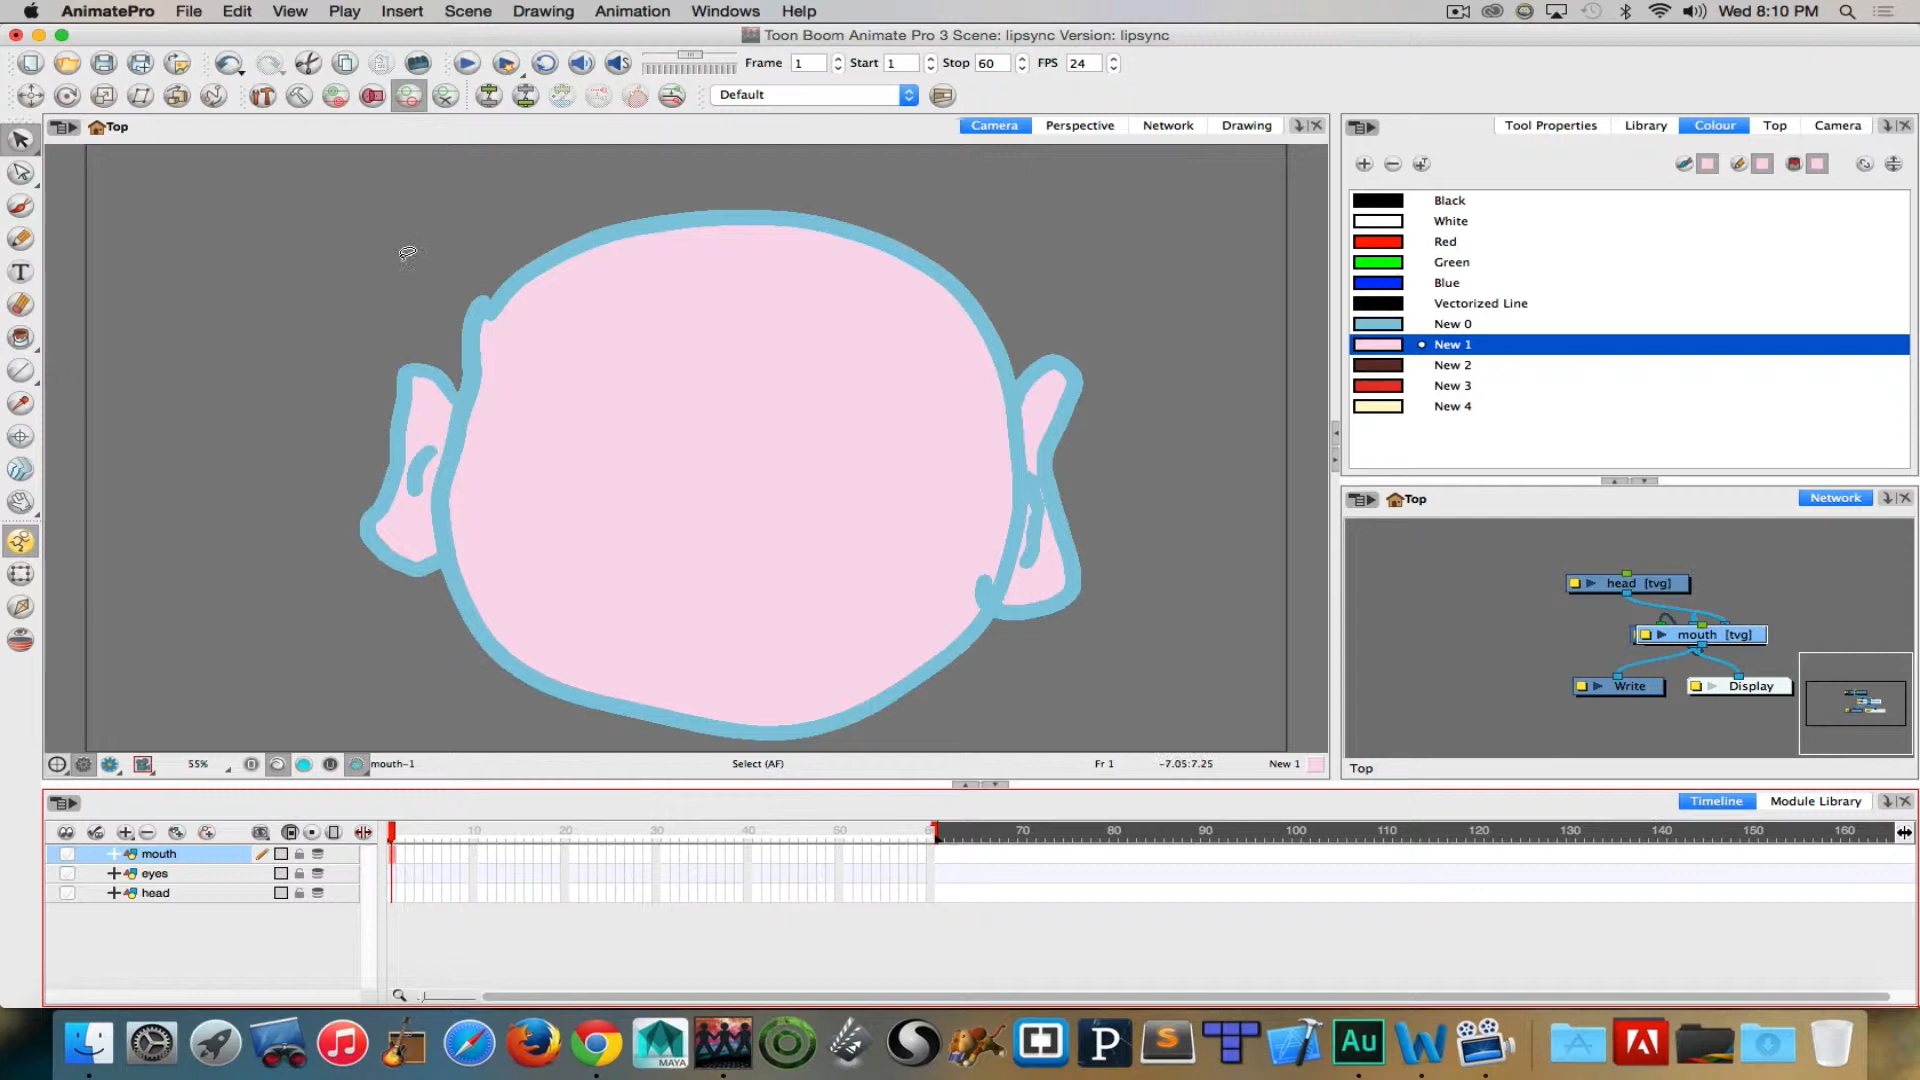 AnimatePro File Edit View Play Insert Scene Drawing Animation Windows Help Wed 8:10 PM
Toon Boom Animate Pro 3 Scene: lipsync Version: lipsync
Frame 1 Start 1 Stop 60 FPS 24
Default
Top Camera Perspective Network Drawing
Tool Properties Library Colour Top Camera
Black
White
Red
Green
Blue
Vectorized Line
New 0
New 1
New 2
New 3
New 4
Top Network
head [tvg]
mouth [tvg]
Write Display
Top
55% mouth-1 Select (AF) Fr 1 -7.05:7.25 New 1
Timeline Module Library
10 20 30 40 50 70 80 90 100 110 120 130 140 150 160
mouth
eyes
head
MAYA
P
S
T
Au
W